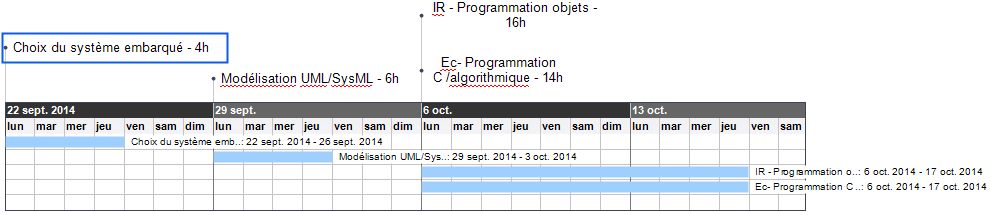 IR - Programmation objets -
16h
Choix du système embarqué - 4h
Ec- Programmation
C /algorithmique - 14h
Modélisation UML/SysML - 6h
22 sept. 2014 29 sept. 6 oct. 13 oct.
lun mar mer jeu ven sam dim lun mar mer jeu ven sam dim lun mar mer jeu ven sam dim lun mar mer jeu ven sam
Choix du système emb..: 22 sept. 2014 - 26 sept. 2014
Modélisation UML/Sys..: 29 sept. 2014 - 3 oct. 2014
IR - Programmation o..: 6 oct. 2014 - 17 oct. 2014
Ec- Programmation C ..: 6 oct. 2014 - 17 oct. 2014